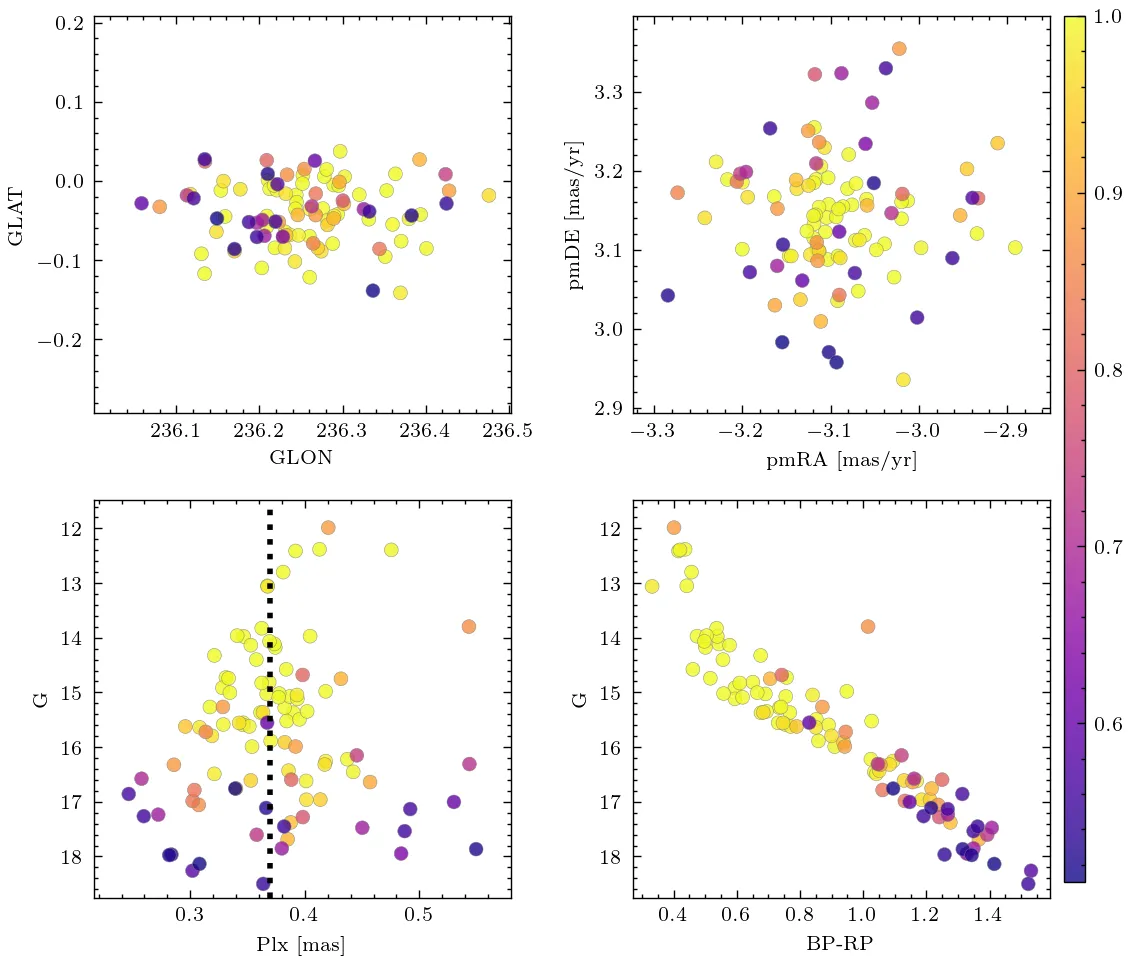 0.2
0.1
0.0
−0.1
−0.2
GLAT
236.1 236.2 236.3 236.4 236.5
GLON
3.3
3.2
3.1
3.0
2.9
pmDE [mas/yr]
−3.3 −3.2 −3.1 −3.0 −2.9
pmRA [mas/yr]
1.0
0.9
0.8
0.7
0.6
12
13
14
15
16
17
18
G
0.3 0.4 0.5
Plx [mas]
12
13
14
15
16
17
18
G
0.4 0.6 0.8 1.0 1.2 1.4
BP-RP